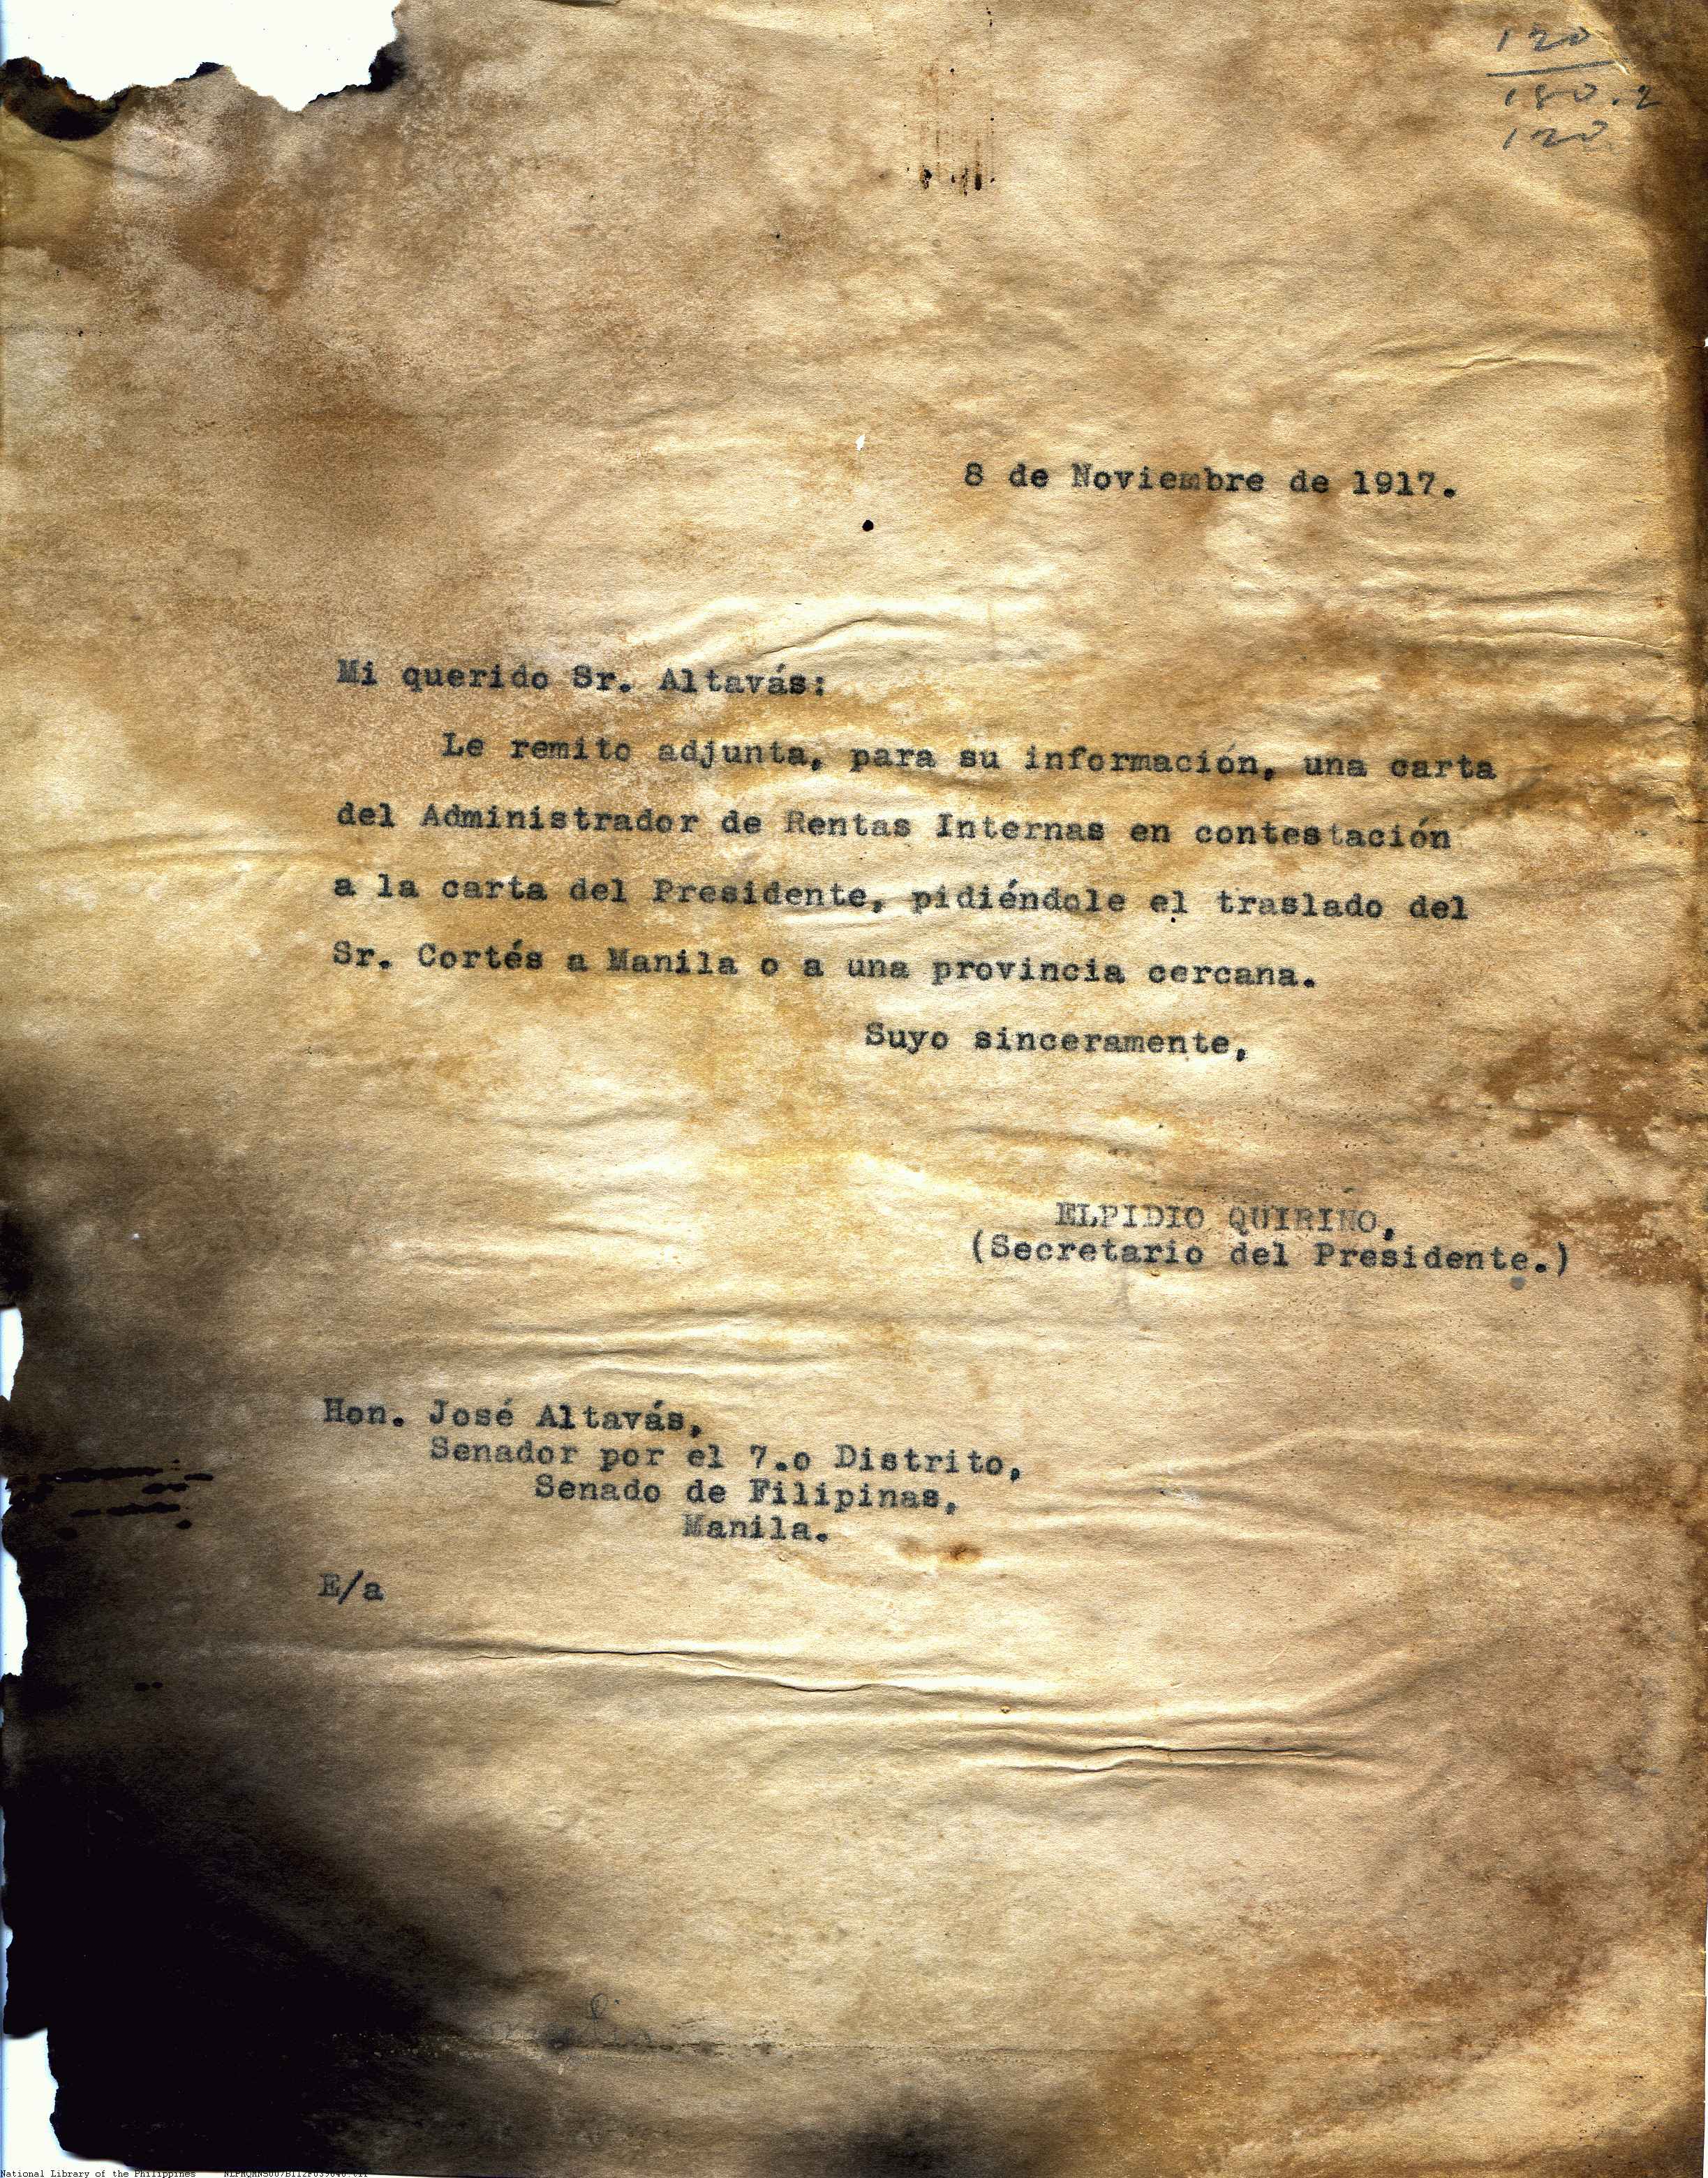 120
180.2
120
8 de Noviembre de 1917.
Mi querido Sr. Altavás:
Le remito adjunta, para su información, una carta
del Administrador de Rentas Internas en contestación
a la carta del Presidente, pidiéndole el traslado del
Sr. Cortés a Manila o a una provincia cercana.
Suyo sinceramente,
ELPIDIO QUIRINO,
(Secretario del Presidente.)
Hon. José Altavás,
Senador por el 7.o Distrito,
Senado de Filipinas,
Manila.
E/a
National Library of the Philippines